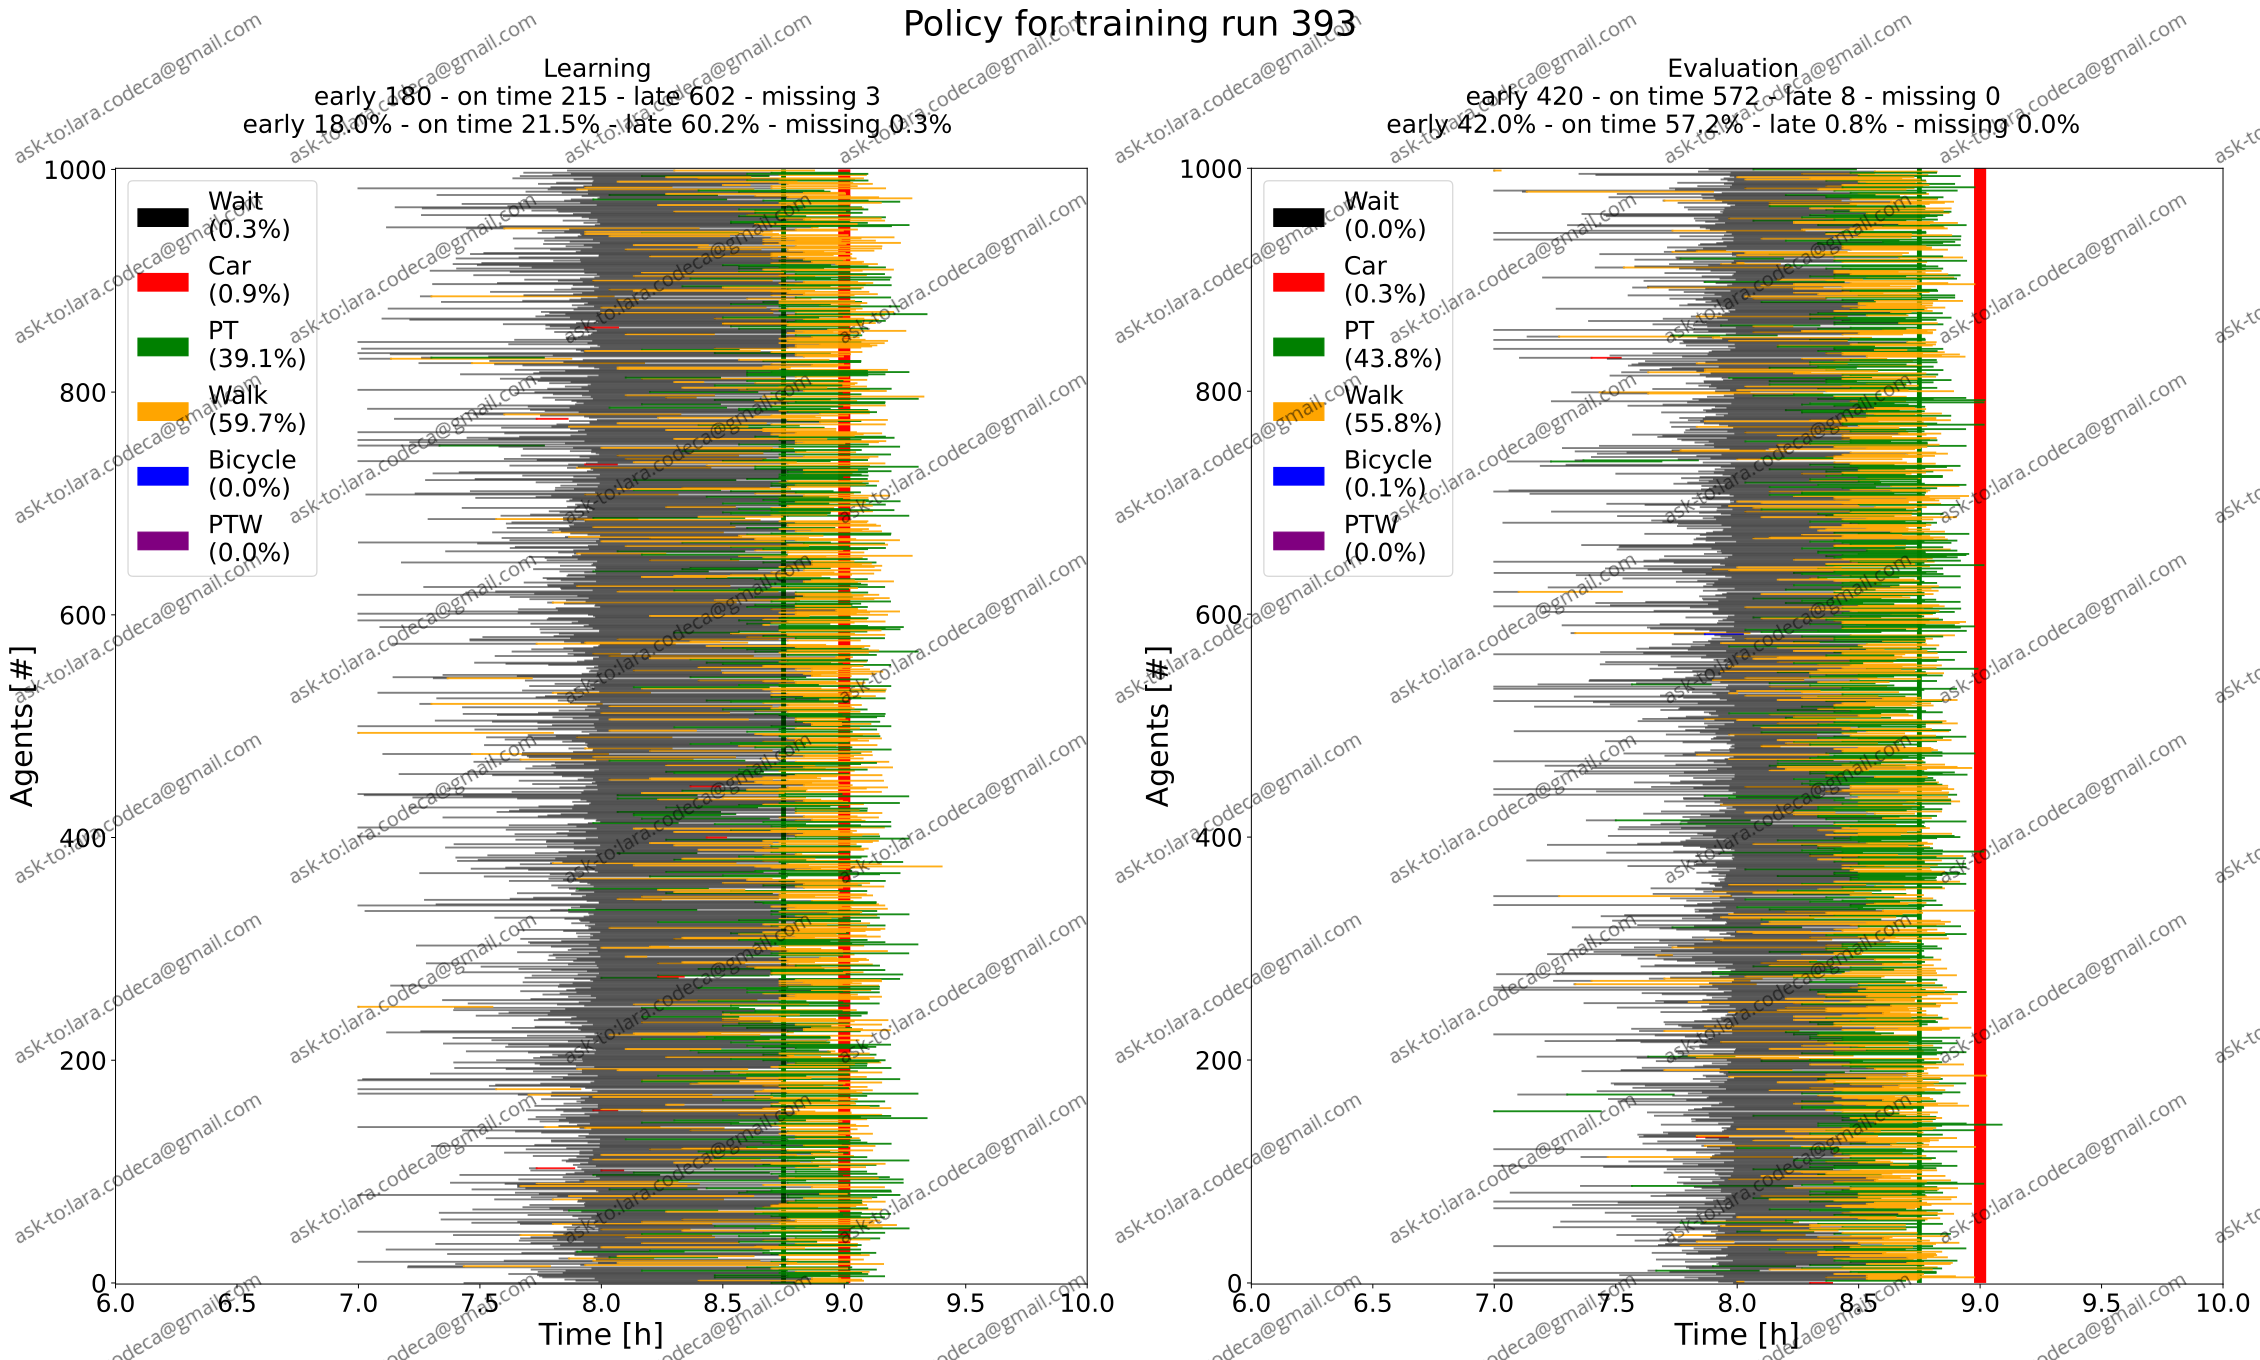 Policy for training run 393
Learning
early 180 - on time 215 - late 602 - missing 3
early 18.0% - on time 21.5% - late 60.2% - missing 0.3%
1000
800
600
400
200
0
Agents [#]
Wait
(0.3%)
Car
(0.9%)
PT
(39.1%)
Walk
(59.7%)
Bicycle
(0.0%)
PTW
(0.0%)
6.0 6.5 7.0 7.5 8.0 8.5 9.0 9.5 10.0
Time [h]
Evaluation
early 420 - on time 572 - late 8 - missing 0
early 42.0% - on time 57.2% - late 0.8% - missing 0.0%
1000
800
600
400
200
0
Agents [#]
Wait
(0.0%)
Car
(0.3%)
PT
(43.8%)
Walk
(55.8%)
Bicycle
(0.1%)
PTW
(0.0%)
6.0 6.5 7.0 7.5 8.0 8.5 9.0 9.5 10.0
Time [h]
ask-to:lara.codeca@gmail.com